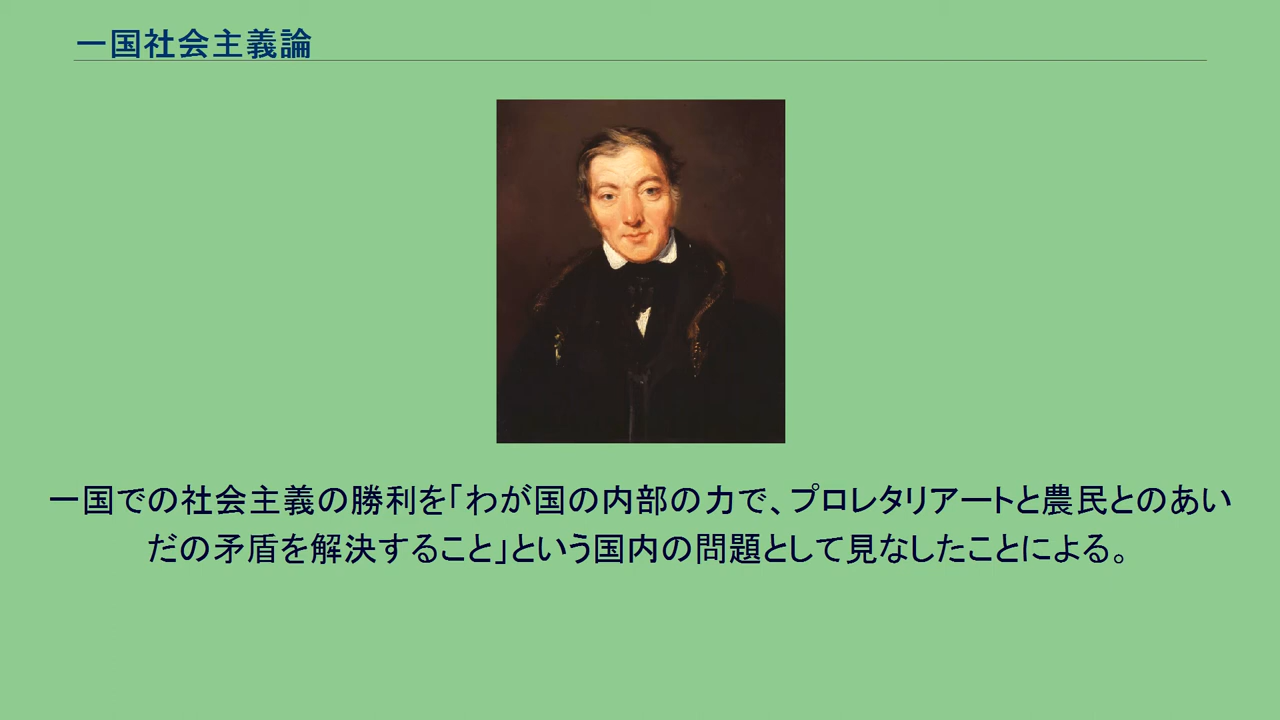 一国社会主義論
一国での社会主義の勝利を「わが国の内部の力で、プロレタリアートと農民とのあい
だの矛盾を解決すること」という国内の問題として見なしたことによる。